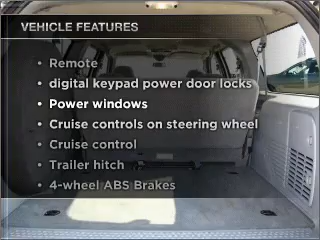 VEHICLE FEATURES
• Remote
• digital keypad power door locks
• Power windows
• Cruise controls on steering wheel
• Cruise control
• Trailer hitch
• 4-wheel ABS Brakes